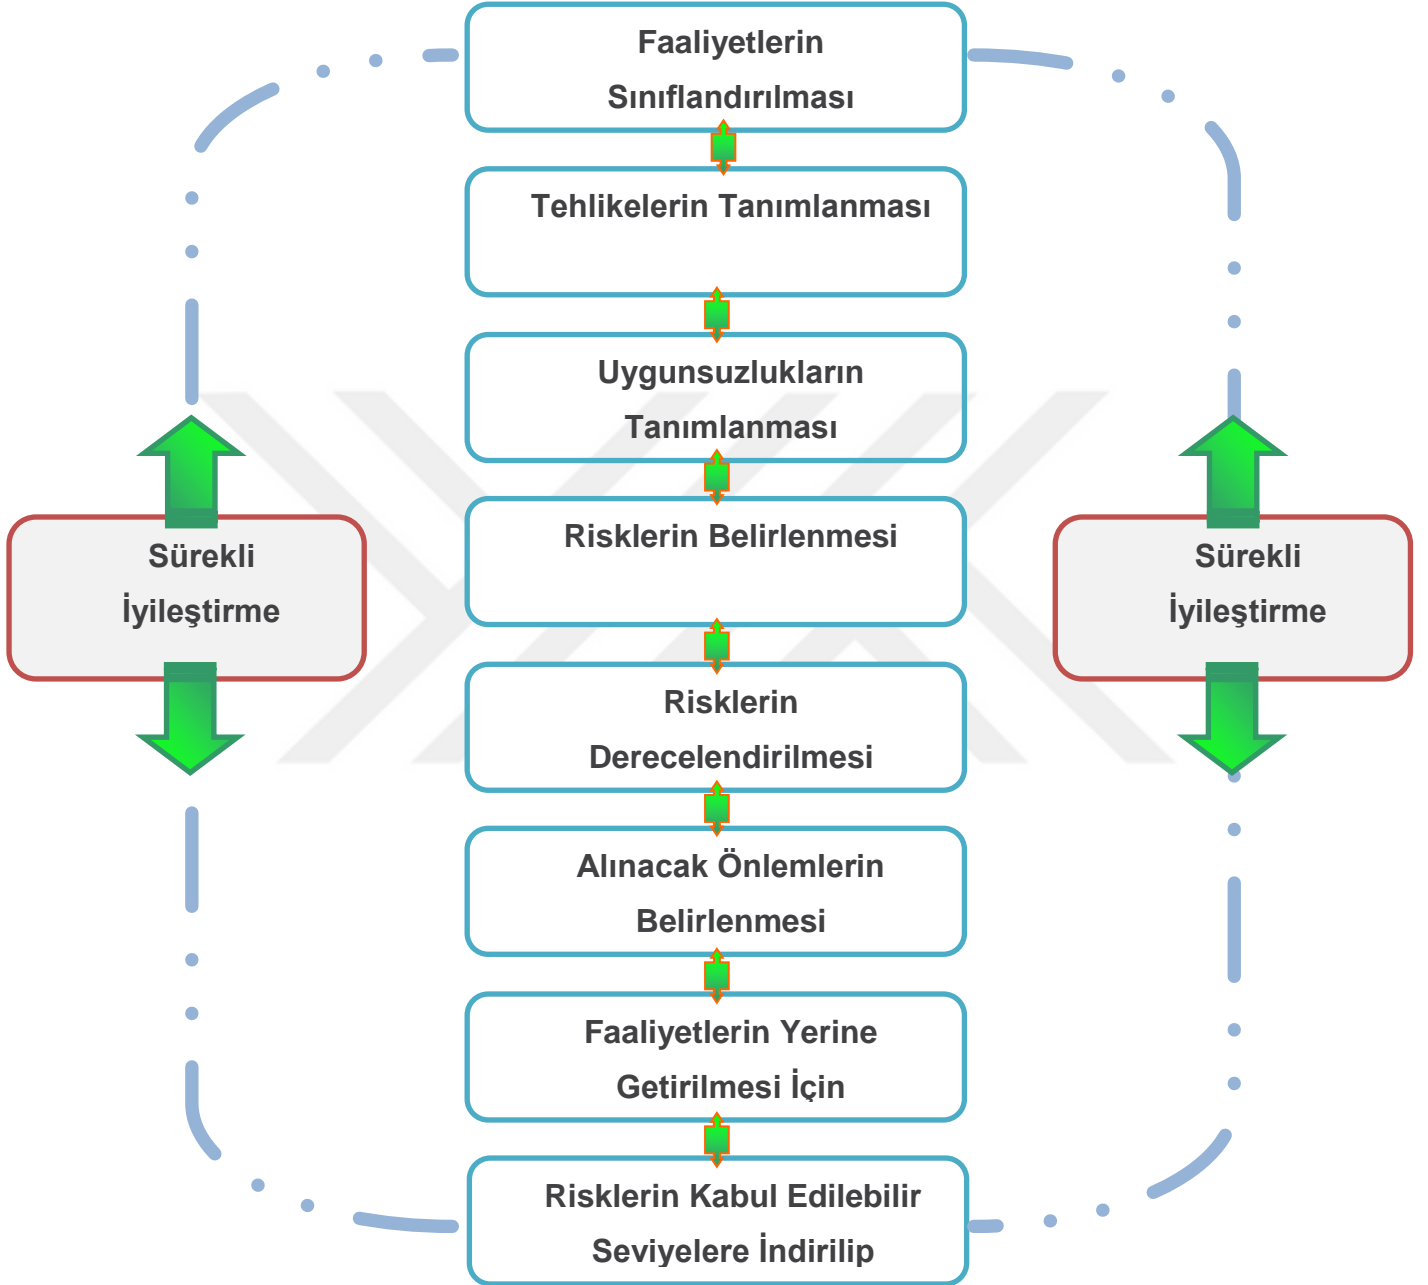 Faaliyetlerin
Sınıflandırılması
Tehlikelerin Tanımlanması
Uygunsuzlukların
Tanımlanması
Risklerin Belirlenmesi
Sürekli
İyileştirme
Sürekli
İyileştirme
Risklerin
Derecelendirilmesi
Alınacak Önlemlerin
Belirlenmesi
Faaliyetlerin Yerine
Getirilmesi İçin
Risklerin Kabul Edilebilir
Seviyelere İndirilip